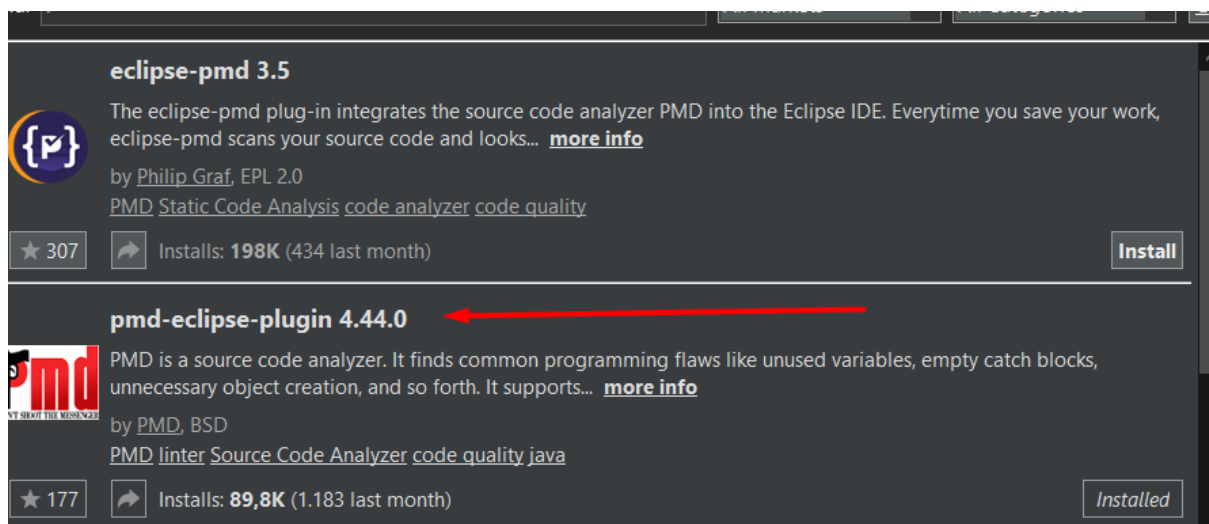 eclipse-pmd 3.5
The eclipse-pmd plug-in integrates the source code analyzer PMD into the Eclipse IDE. Everytime you save your work,
eclipse-pmd scans your source code and looks... more info
by Philip Graf, EPL 2.0
PMD Static Code Analysis code analyzer code quality
★ 307 Installs: 198K (434 last month) Install
pmd-eclipse-plugin 4.44.0
PMD is a source code analyzer. It finds common programming flaws like unused variables, empty catch blocks,
unnecessary object creation, and so forth. It supports... more info
by PMD, BSD
PMD linter Source Code Analyzer code quality java
★ 177 Installs: 89,8K (1.183 last month) Installed